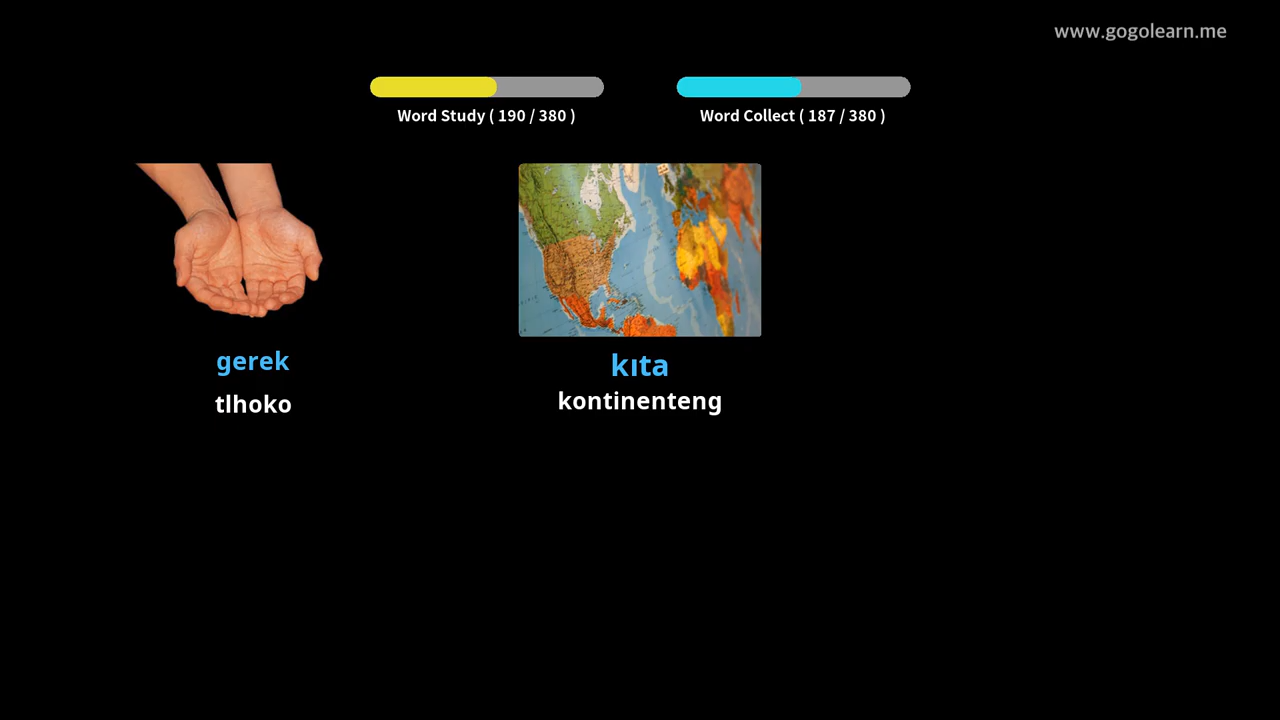 www.gogolearn.me
Word Study ( 190 / 380 )
Word Collect ( 187 / 380 )
gerek
tlhoko
kıta
kontinenteng